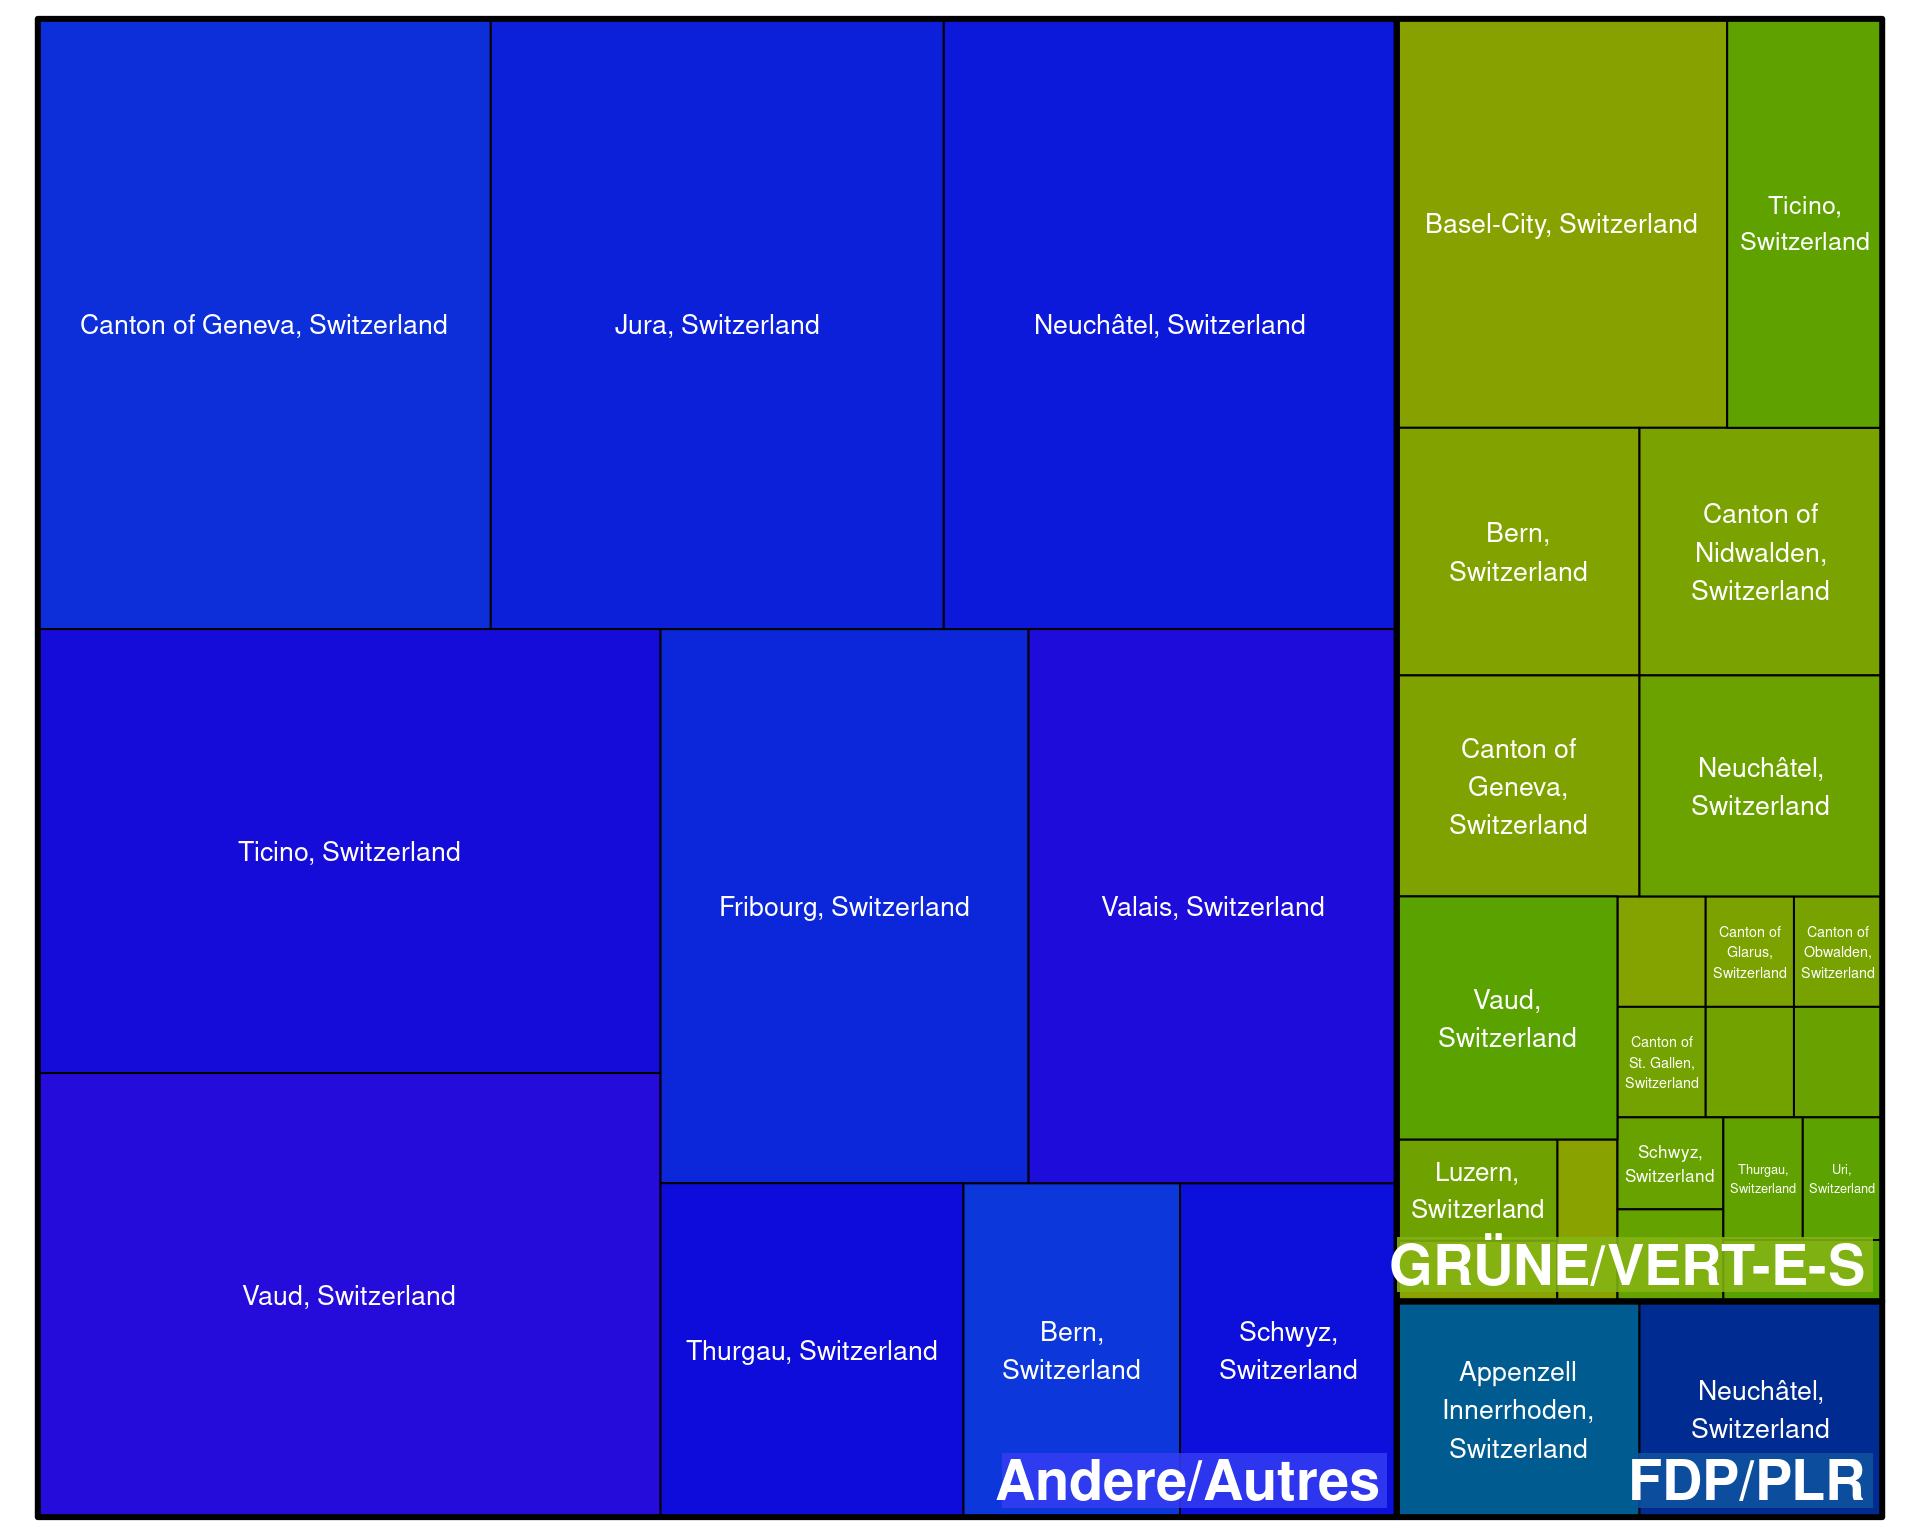 Canton of Geneva, Switzerland
Jura, Switzerland
Neuchâtel, Switzerland
Ticino, Switzerland
Fribourg, Switzerland
Valais, Switzerland
Vaud, Switzerland
Thurgau, Switzerland
Bern,
Switzerland
Schwyz,
Switzerland
Andere/Autres
Basel-City, Switzerland
Ticino,
Switzerland
Bern,
Switzerland
Canton of
Nidwalden,
Switzerland
Canton of
Geneva,
Switzerland
Neuchâtel,
Switzerland
Vaud,
Switzerland
Canton of
Glarus,
Switzerland
Canton of
Obwalden,
Switzerland
Canton of
St. Gallen,
Switzerland
Luzern,
Switzerland
Schwyz,
Switzerland
Thurgau,
Switzerland
Uri,
Switzerland
GRÜNE/VERT-E-S
Appenzell
Innerrhoden,
Switzerland
Neuchâtel,
Switzerland
FDP/PLR